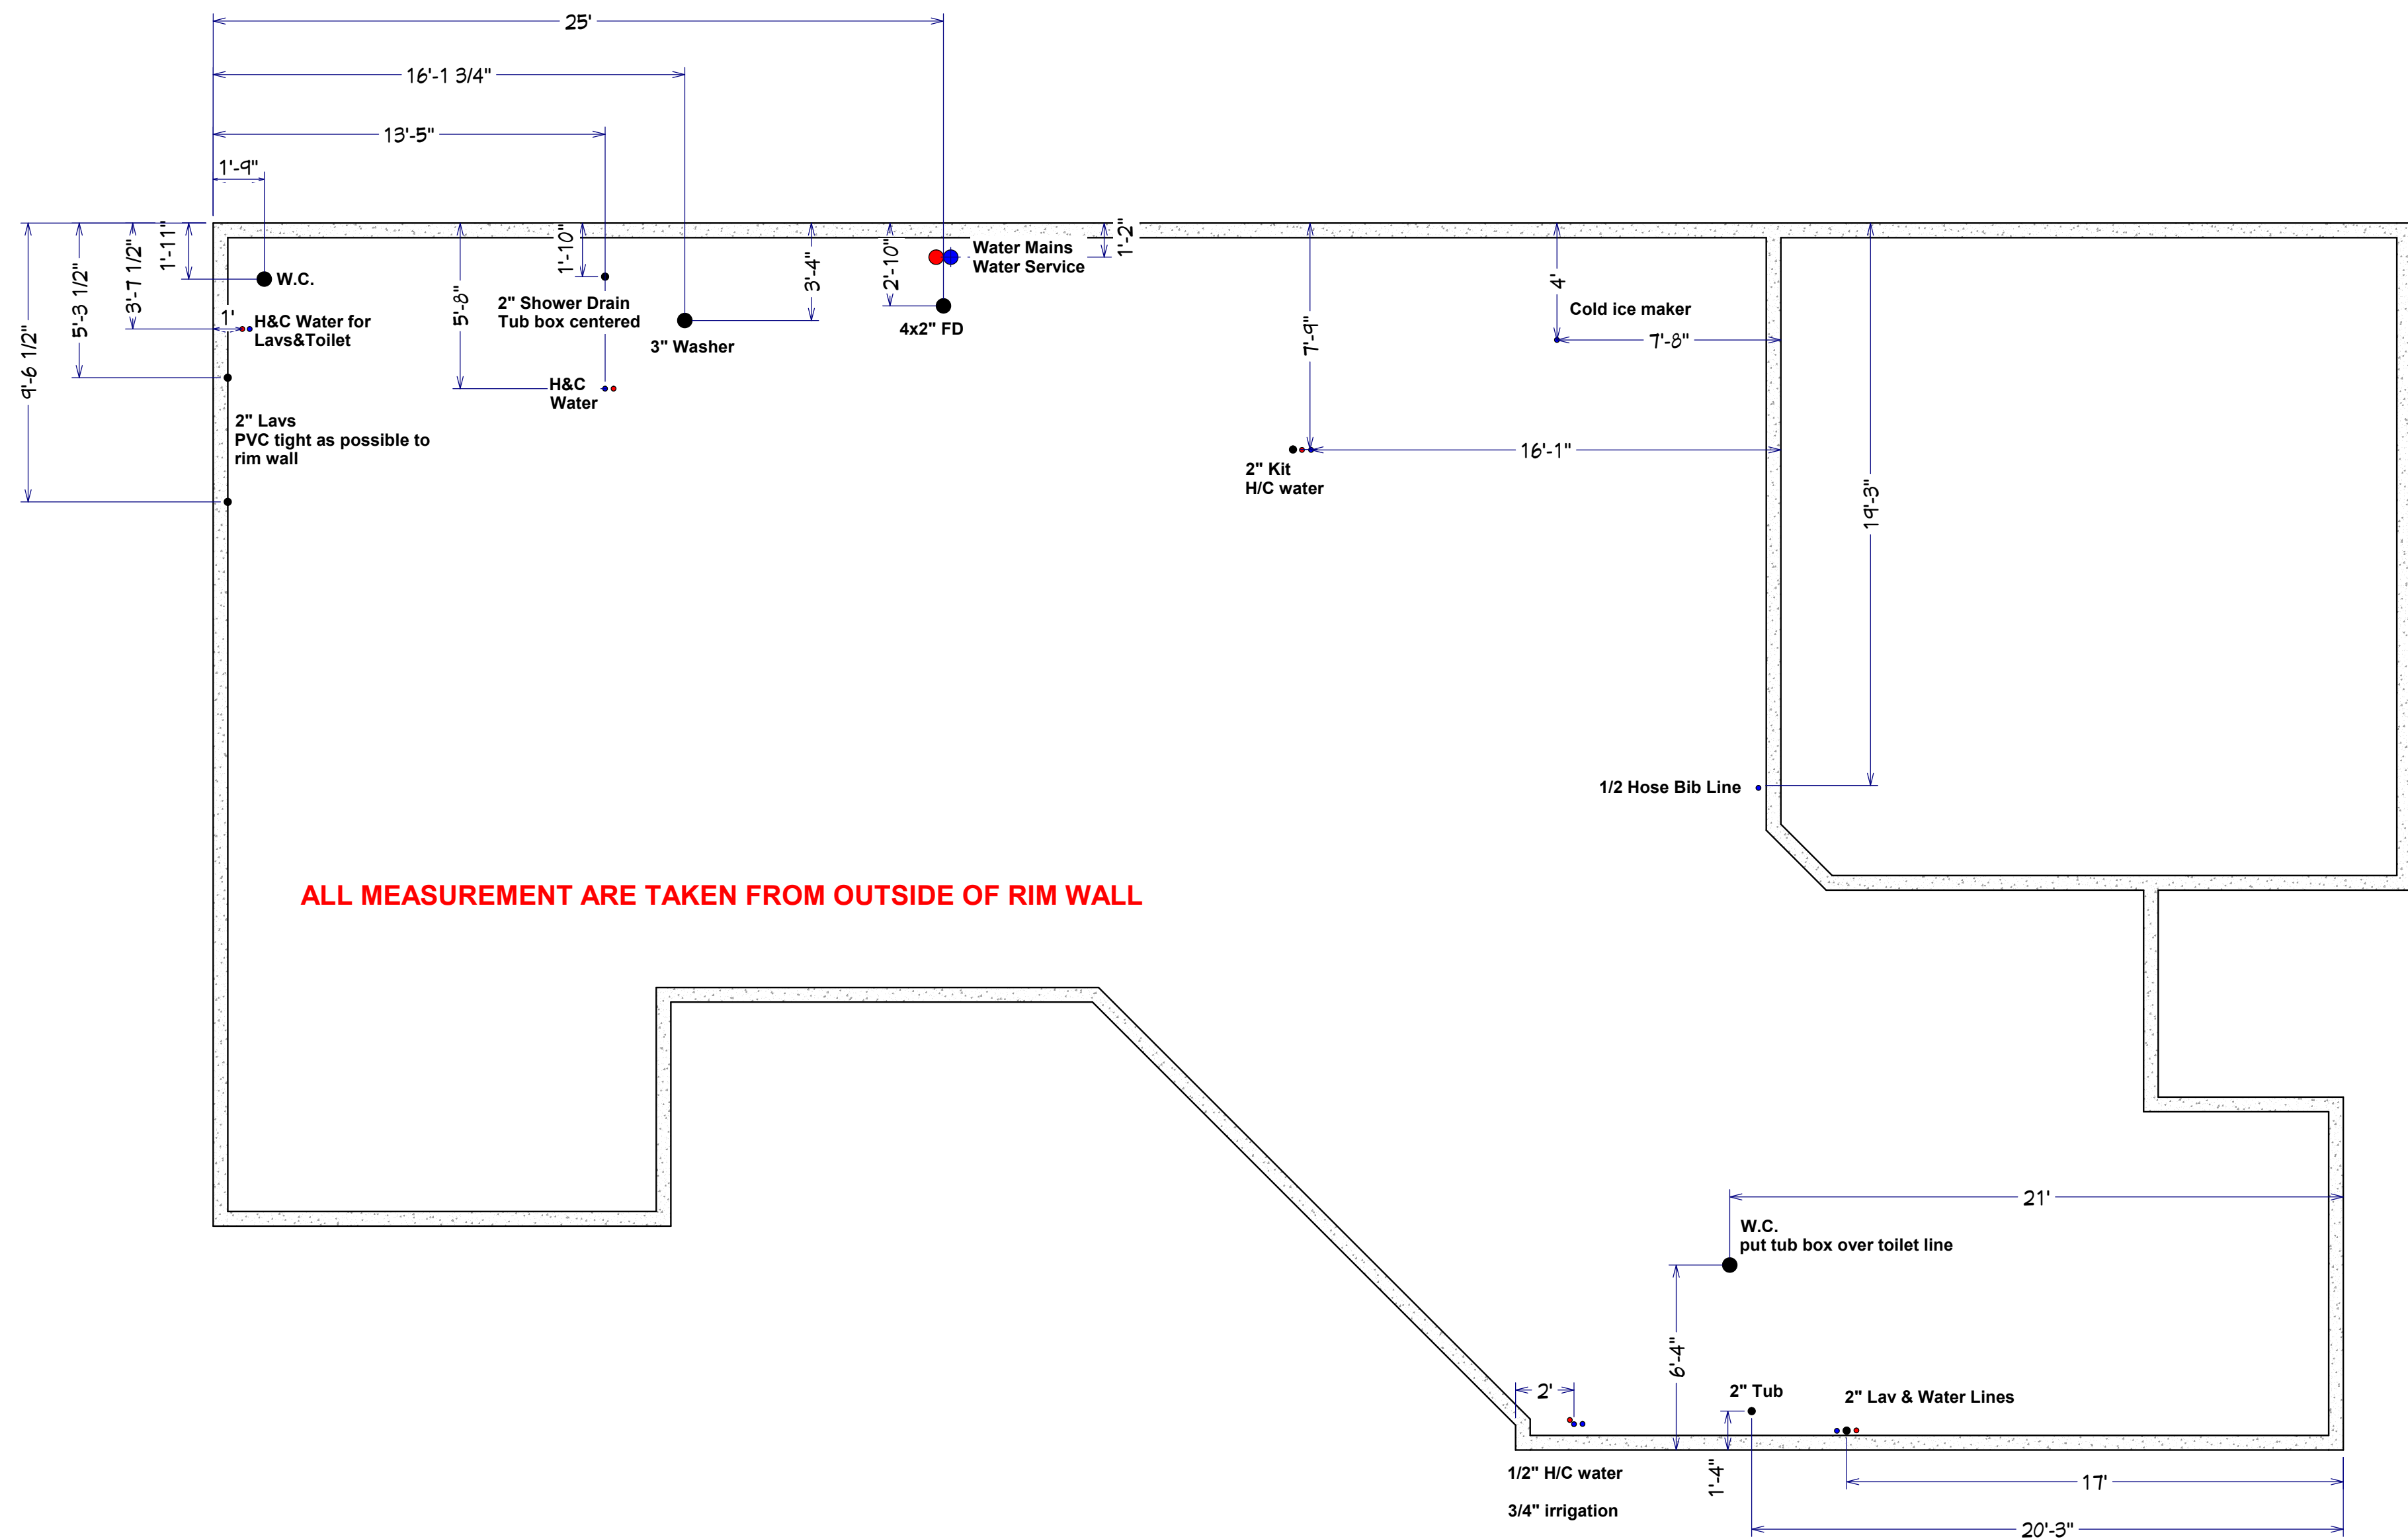 25'
16'-1 3/4"
13'-5"
1'-9"
9'-6 1/2"
5'-3 1/2"
3'-7 1/2"
1'-11"
W.C.
1'
H&C Water for
Lavs&Toilet
2" Lavs
PVC tight as possible to
rim wall
5'-8"
1'-10"
2" Shower Drain
Tub box centered
H&C
Water
3" Washer
3'-4"
2'-10"
4x2" FD
Water Mains
Water Service
1'-2"
7'-9"
2" Kit
H/C water
16'-1"
4'
Cold ice maker
7'-8"
19'-3"
1/2 Hose Bib Line
ALL MEASUREMENT ARE TAKEN FROM OUTSIDE OF RIM WALL
21'
W.C.
put tub box over toilet line
6'-4"
2'
2" Tub
2" Lav & Water Lines
1/2" H/C water
3/4" irrigation
1'-4"
17'
20'-3"